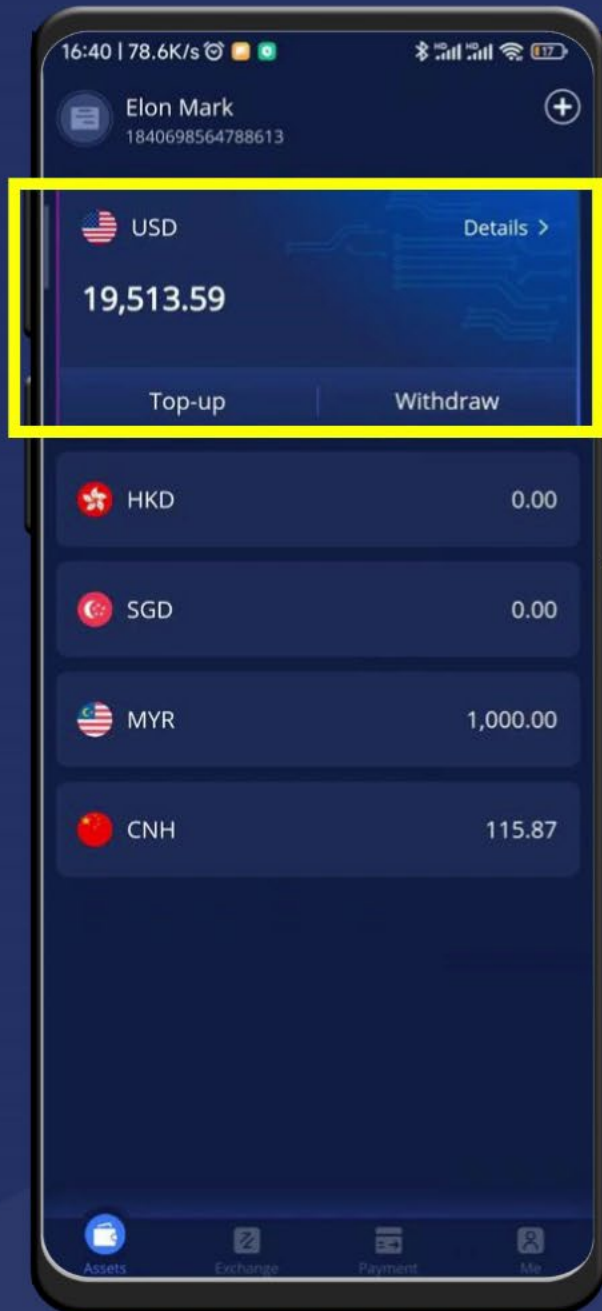 16:40 | 78.6K/s
17
Elon Mark
1840698564788613
USD
Details >
19,513.59
Top-up
Withdraw
HKD
0.00
SGD
0.00
MYR
1,000.00
CNH
115.87
Assets
Exchange
Payment
Me